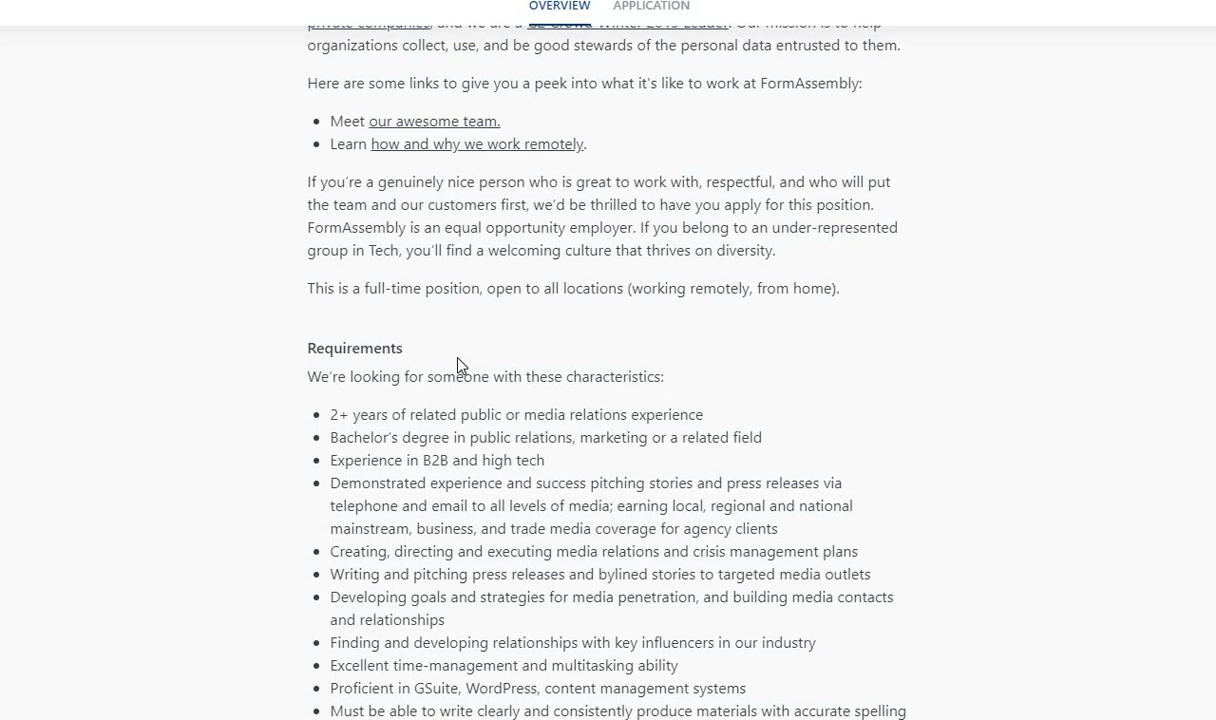 OVERVIEW
APPLICATION
private companies, and we are a G2 Crowd Winter 2019 Leader. Our mission is to help
organizations collect, use, and be good stewards of the personal data entrusted to them.
Here are some links to give you a peek into what it's like to work at FormAssembly:
• Meet our awesome team.
• Learn how and why we work remotely.
If you're a genuinely nice person who is great to work with, respectful, and who will put
the team and our customers first, we'd be thrilled to have you apply for this position.
FormAssembly is an equal opportunity employer. If you belong to an under-represented
group in Tech, you'll find a welcoming culture that thrives on diversity.
This is a full-time position, open to all locations (working remotely, from home).
Requirements
We're looking for someone with these characteristics:
• 2+ years of related public or media relations experience
• Bachelor's degree in public relations, marketing or a related field
• Experience in B2B and high tech
• Demonstrated experience and success pitching stories and press releases via
telephone and email to all levels of media; earning local, regional and national
mainstream, business, and trade media coverage for agency clients
• Creating, directing and executing media relations and crisis management plans
• Writing and pitching press releases and bylined stories to targeted media outlets
• Developing goals and strategies for media penetration, and building media contacts
and relationships
• Finding and developing relationships with key influencers in our industry
• Excellent time-management and multitasking ability
• Proficient in GSuite, WordPress, content management systems
• Must be able to write clearly and consistently produce materials with accurate spelling